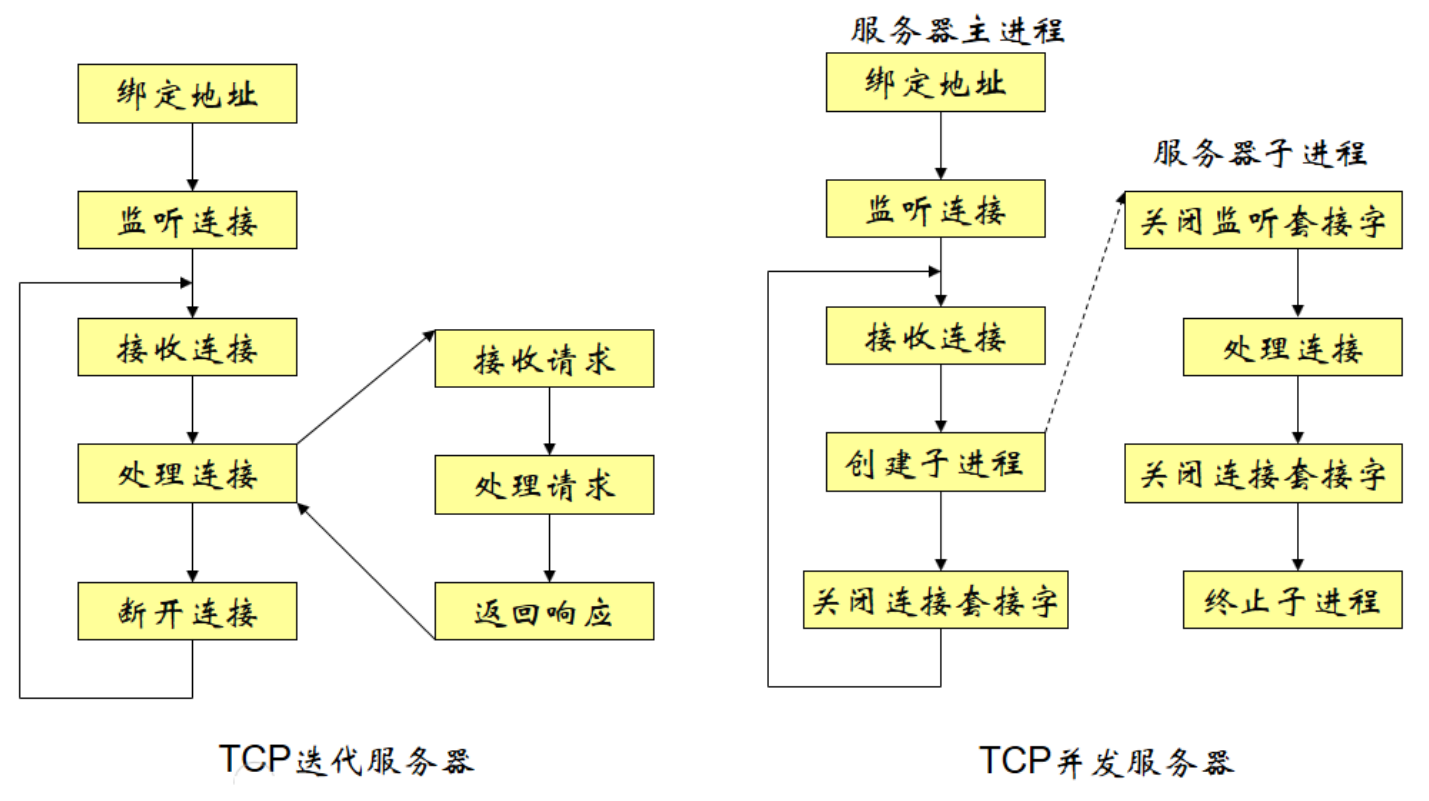 绑定地址
监听连接
接收连接
处理连接
断开连接
接收请求
处理请求
返回响应
TCP迭代服务器
服务器主进程
绑定地址
监听连接
接收连接
创建子进程
关闭连接套接字
服务器子进程
关闭监听套接字
处理连接
关闭连接套接字
终止子进程
TCP并发服务器